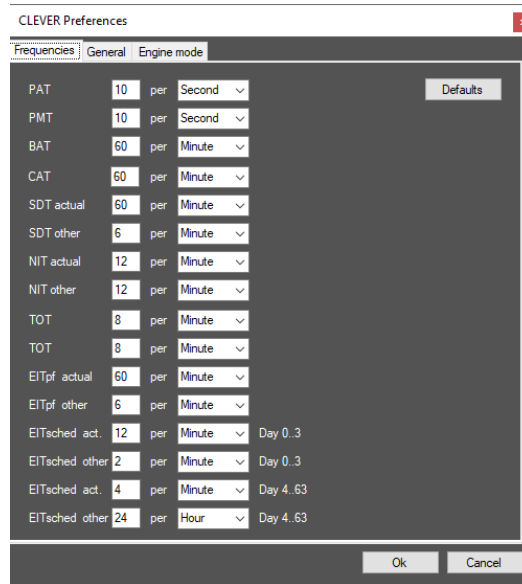 CLEVER Preferences
Frequencies General Engine mode
PAT 10 per Second Defaults
PMT 10 per Second
BAT 60 per Minute
CAT 60 per Minute
SDT actual 60 per Minute
SDT other 6 per Minute
NIT actual 12 per Minute
NIT other 12 per Minute
TOT 8 per Minute
TOT 8 per Minute
EITpf actual 60 per Minute
EITpf other 6 per Minute
EITsched act. 12 per Minute Day 0..3
EITsched other 2 per Minute Day 0..3
EITsched act. 4 per Minute Day 4..63
EITsched other 24 per Hour Day 4..63
Ok Cancel